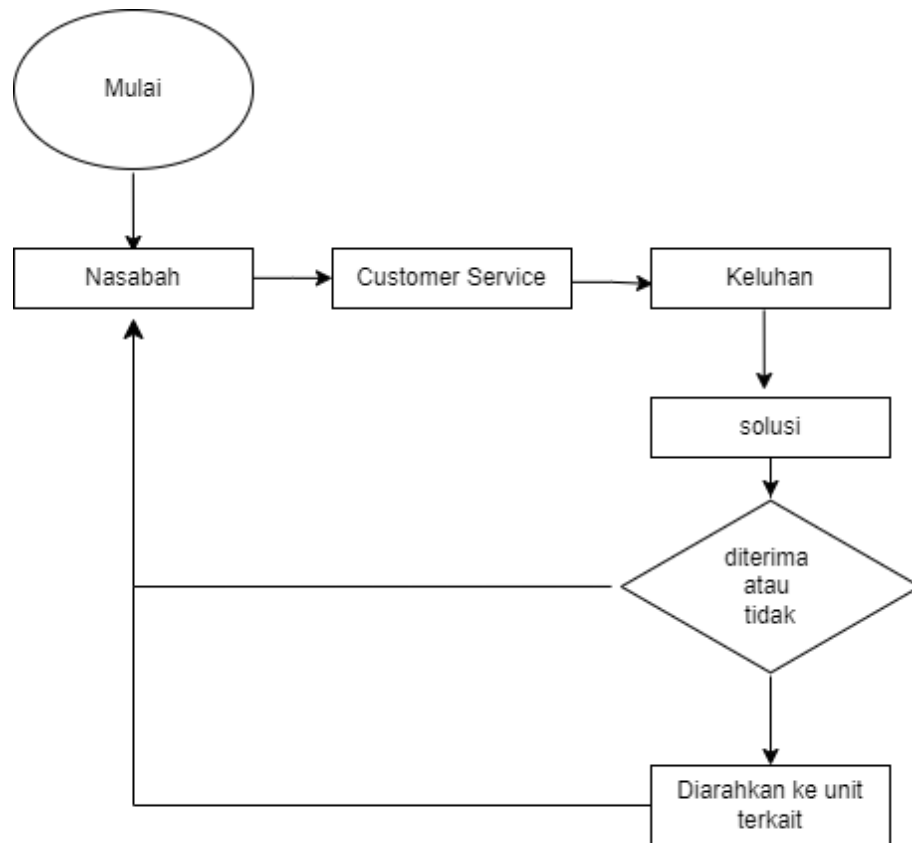 Mulai
Nasabah
Customer Service
Keluhan
solusi
diterima
atau
tidak
Diarahkan ke unit
terkait